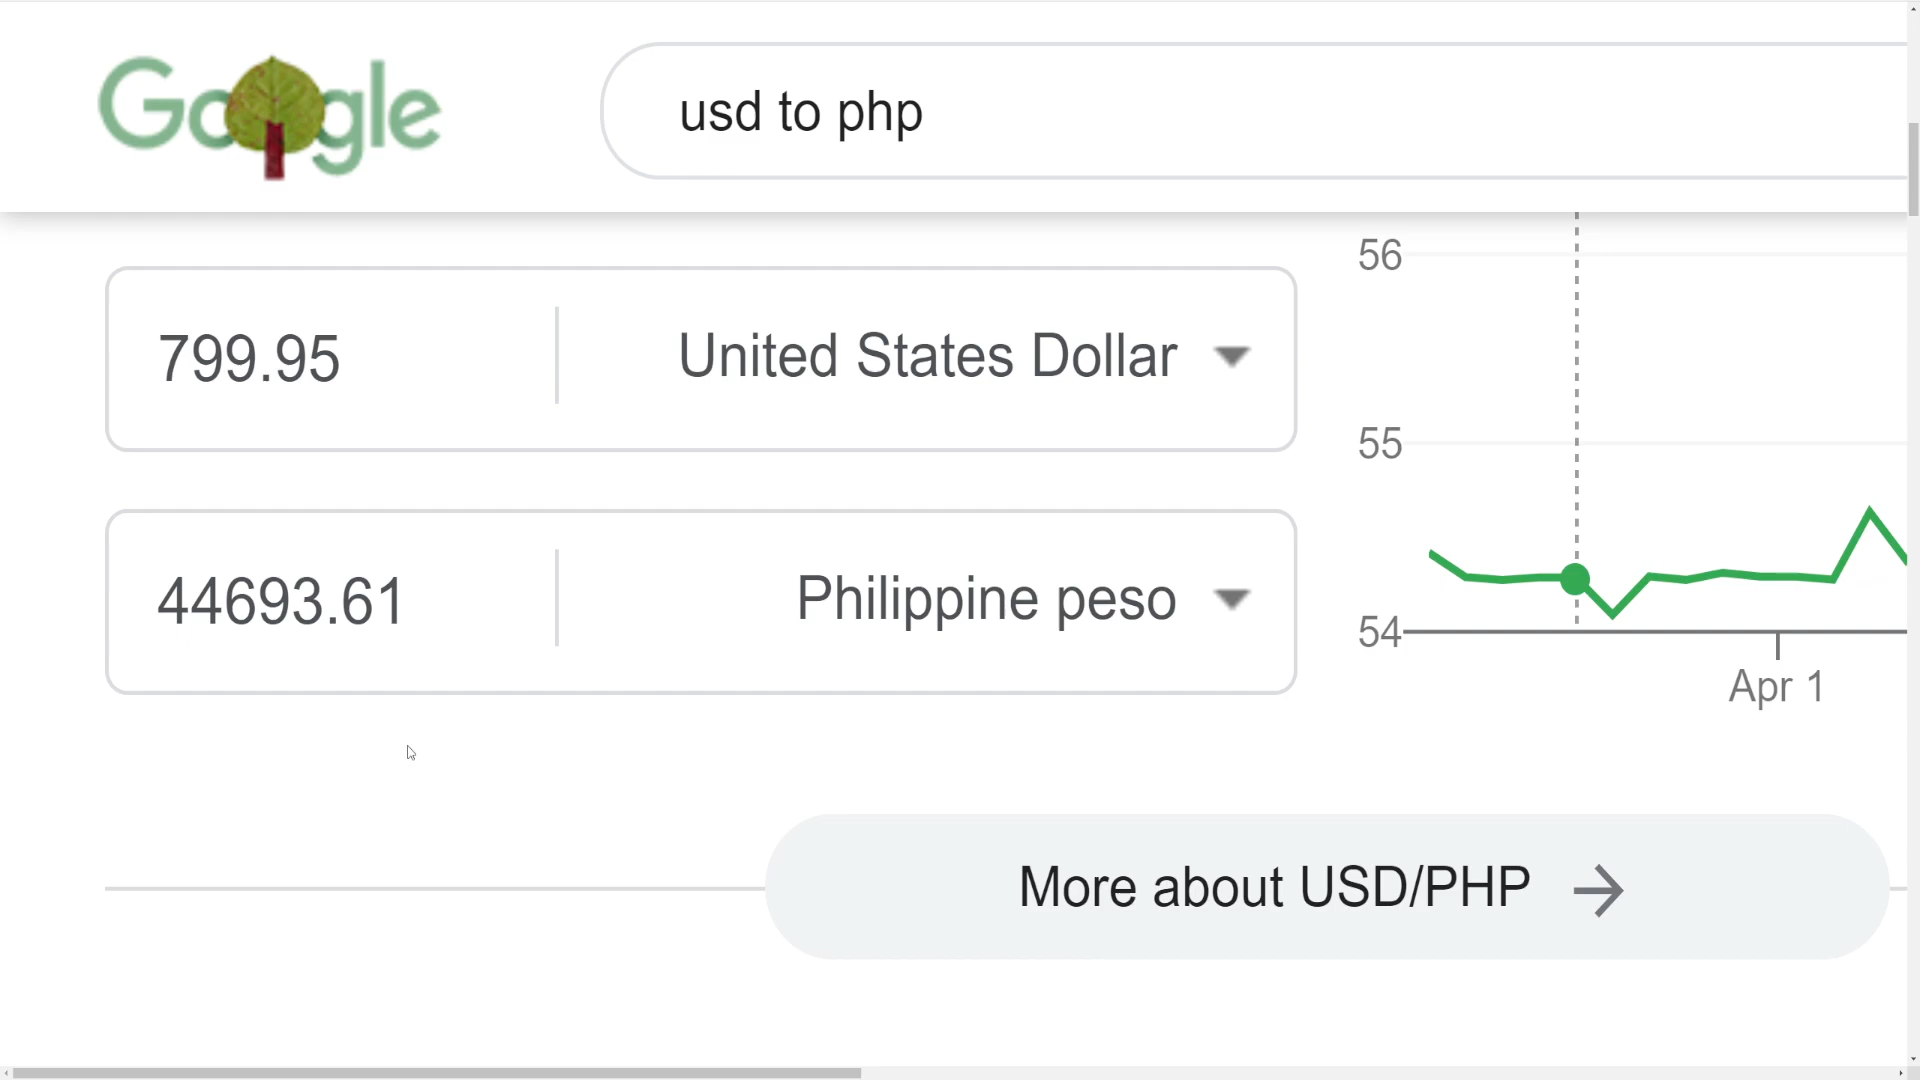 Google
usd to php
799.95
United States Dollar
44693.61
Philippine peso
56
55
54
Apr 1
More about USD/PHP